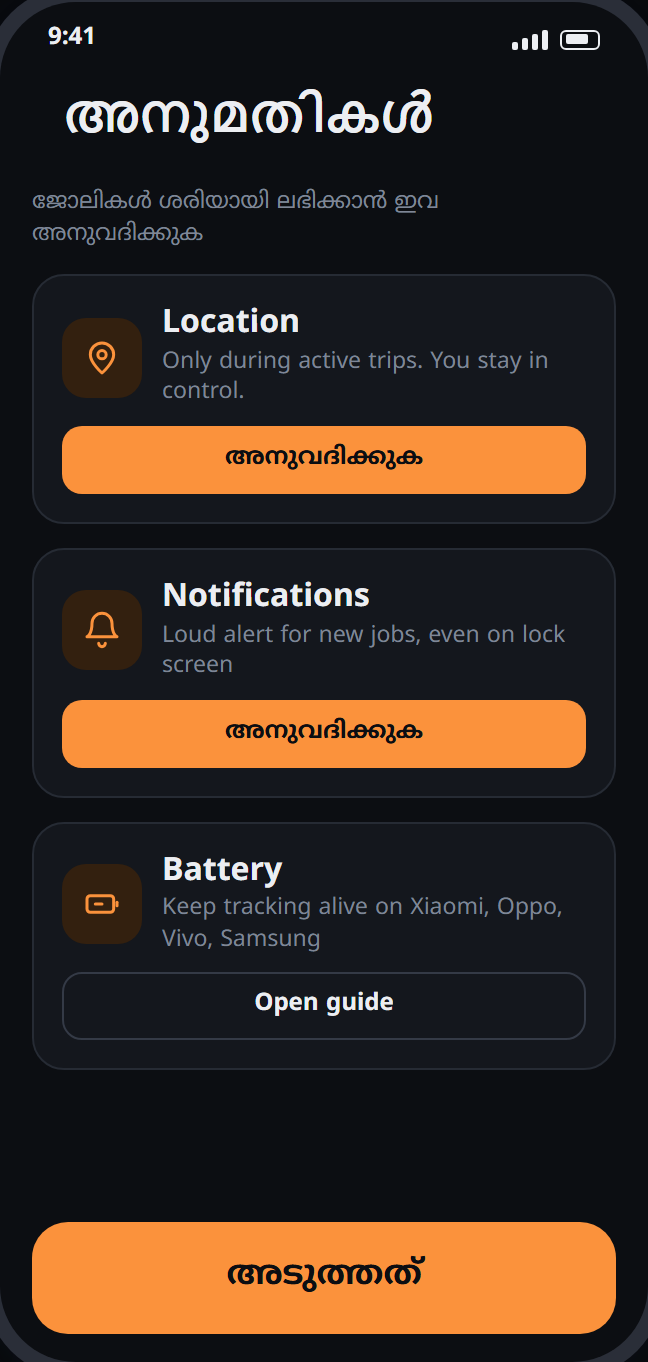 9:41
അനുമതികൾ
ജോലികൾ ശരിയായി ലഭിക്കാൻ ഇവ
അനുവദിക്കുക
Location
Only during active trips. You stay in
control.
അനുവദിക്കുക
Notifications
Loud alert for new jobs, even on lock
screen
അനുവദിക്കുക
Battery
Keep tracking alive on Xiaomi, Oppo,
Vivo, Samsung
Open guide
അടുത്തത്